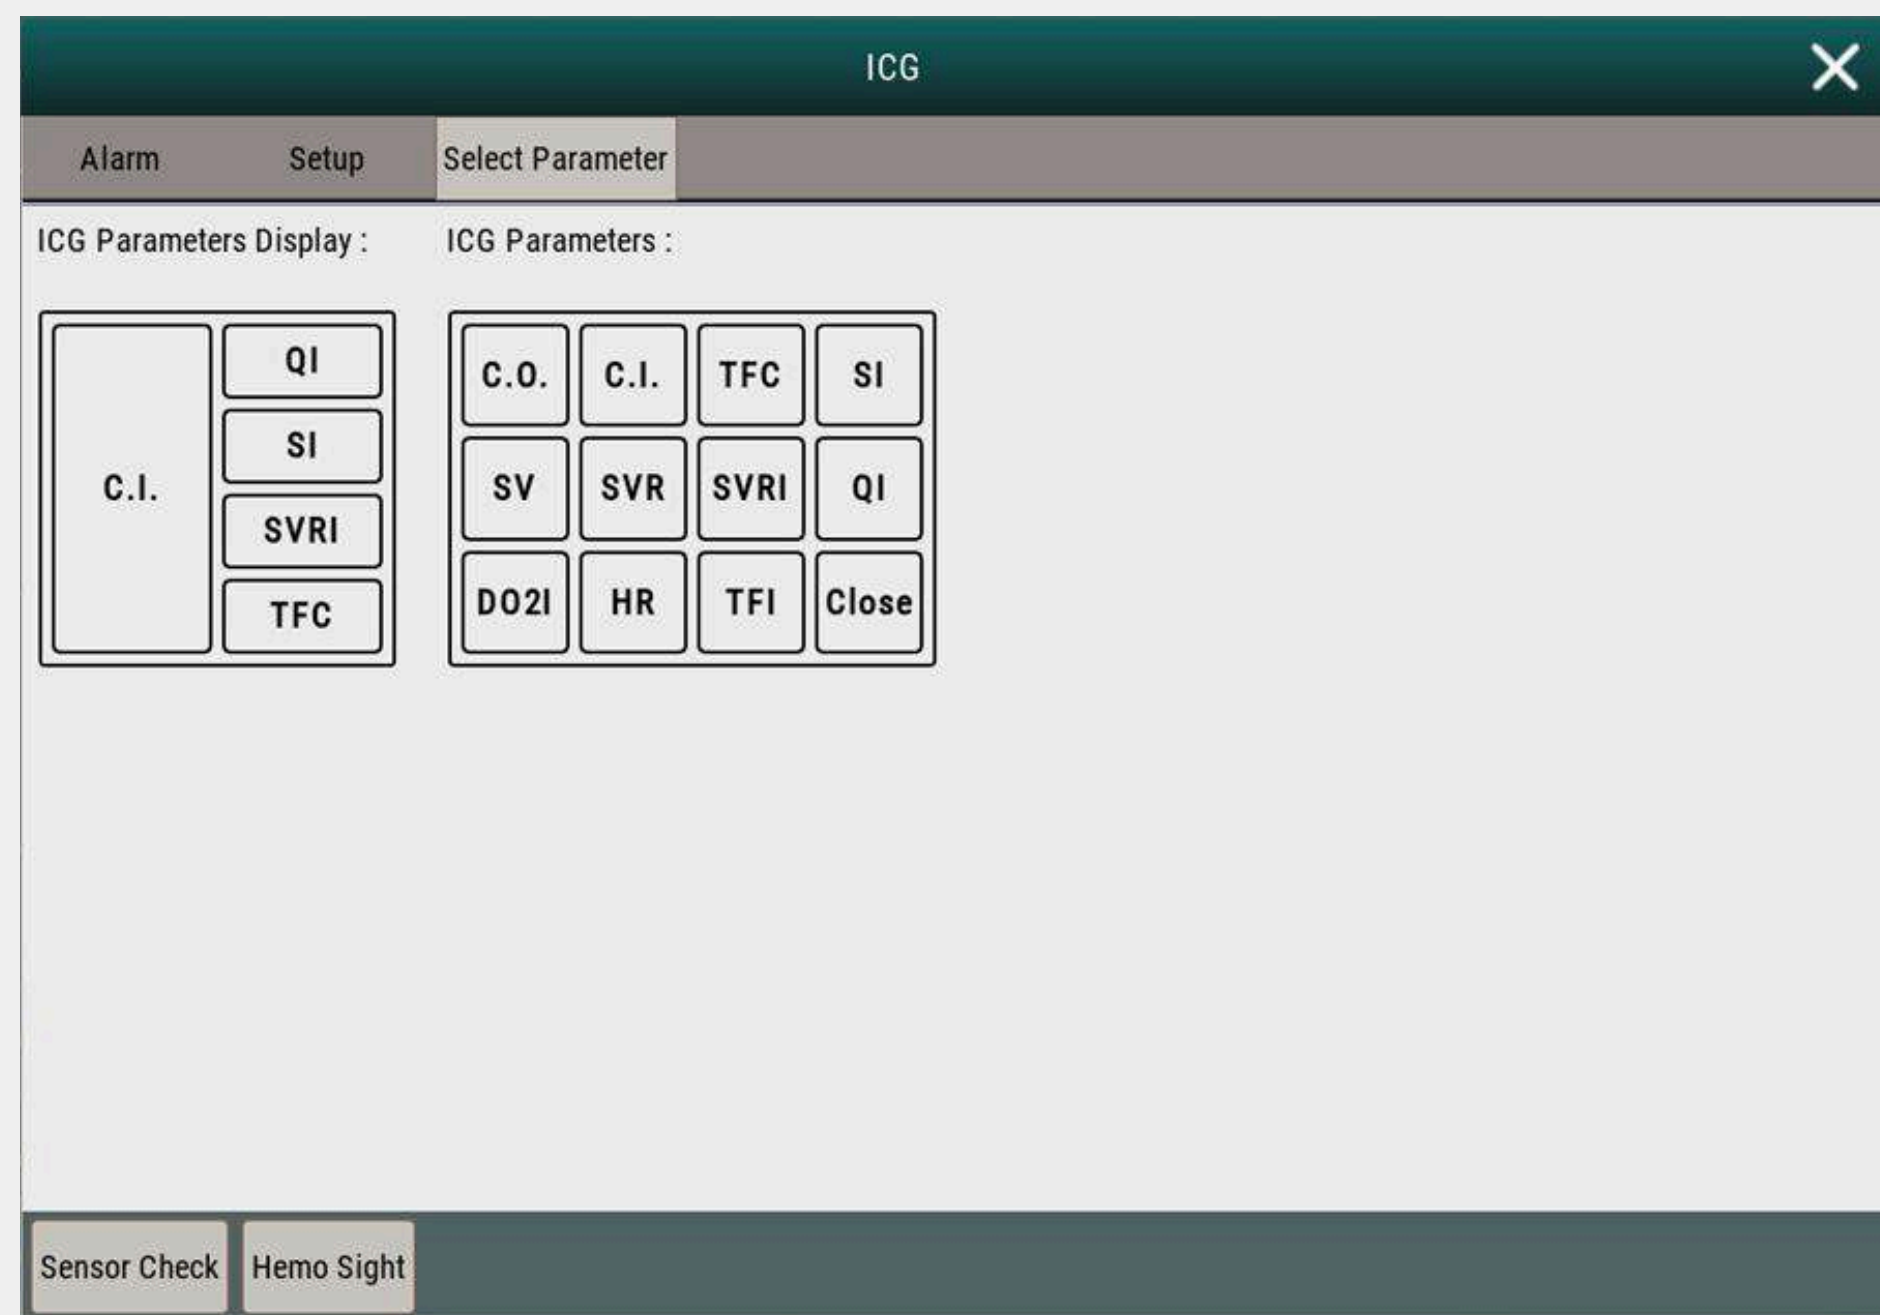 ICG
Alarm Setup Select Parameter
ICG Parameters Display : ICG Parameters :
C.I.
QI
SI
SVRI
TFC
C.O. C.I. TFC SI
SV SVR SVRI QI
DO2I HR TFI Close
Sensor Check Hemo Sight